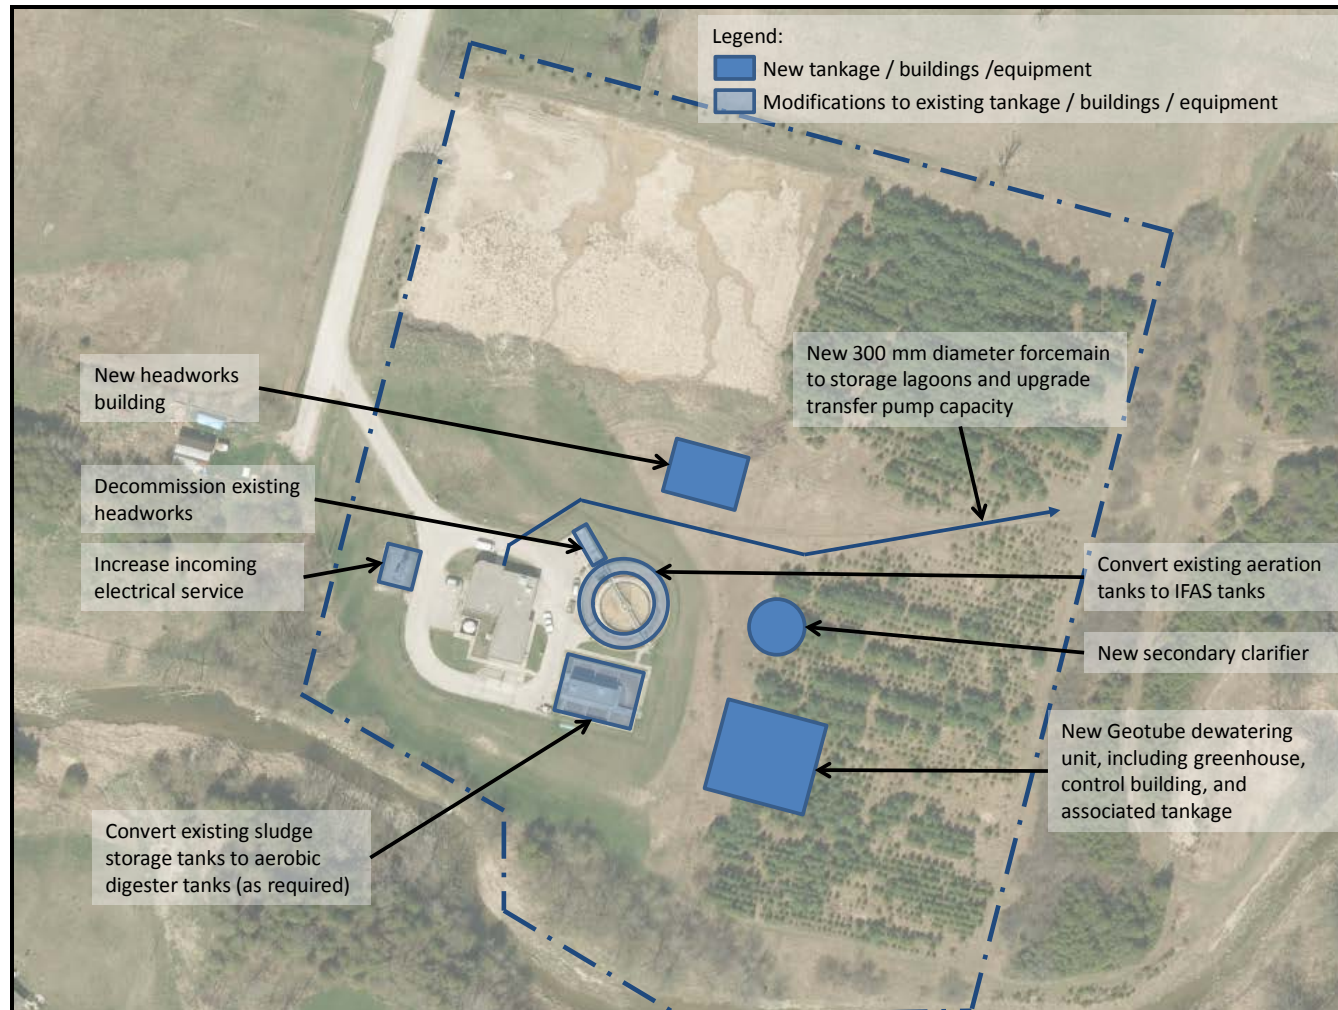 Legend:
New tankage / buildings /equipment
Modifications to existing tankage / buildings / equipment
New 300 mm diameter forcemain
to storage lagoons and upgrade
transfer pump capacity
New headworks
building
Decommission existing
headworks
Increase incoming
electrical service
Convert existing aeration
tanks to IFAS tanks
New secondary clarifier
New Geotube dewatering
unit, including greenhouse,
control building, and
associated tankage
Convert existing sludge
storage tanks to aerobic
digester tanks (as required)